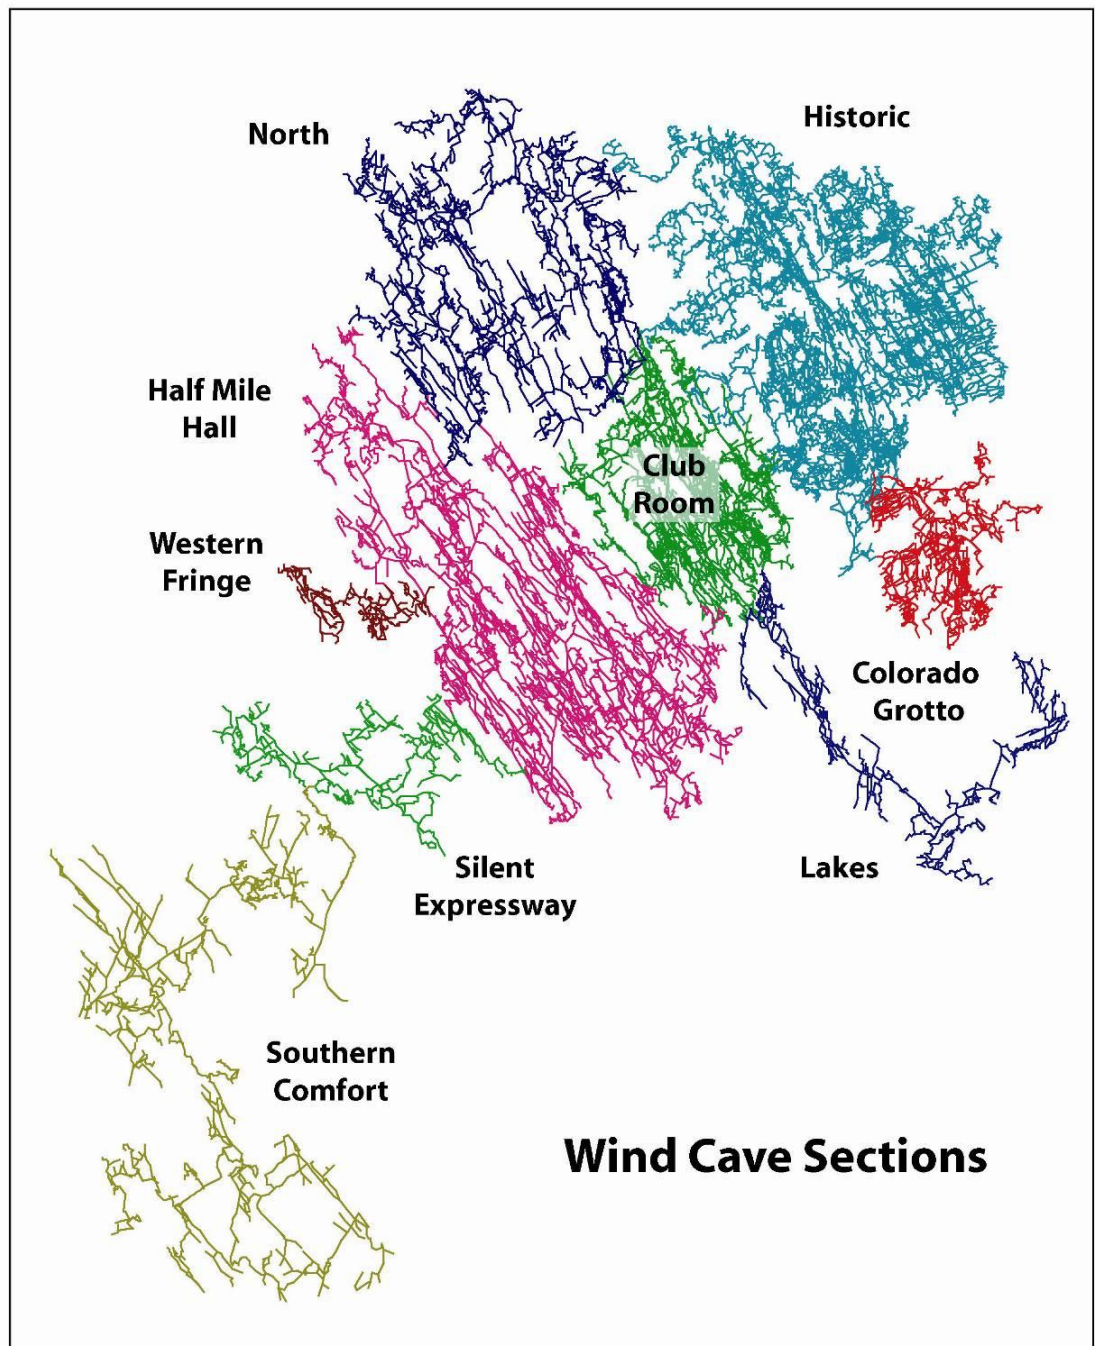 North
Historic
Half Mile
Hall
Club
Room
Western
Fringe
Colorado
Grotto
Silent
Expressway
Lakes
Southern
Comfort
Wind Cave Sections